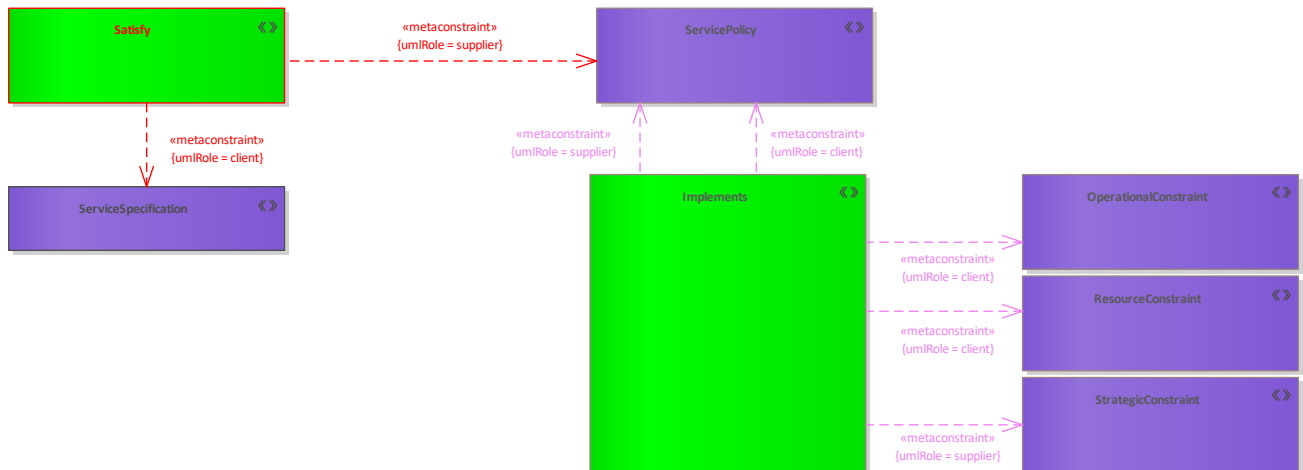 Satisfy
«metaconstraint»
{umlRole = supplier}
ServicePolicy
«metaconstraint»
{umlRole = client}
«metaconstraint»
{umlRole = supplier}
«metaconstraint»
{umlRole = client}
ServiceSpecification
Implements
OperationalConstraint
«metaconstraint»
{umlRole = client}
ResourceConstraint
«metaconstraint»
{umlRole = client}
StrategicConstraint
«metaconstraint»
{umlRole = supplier}